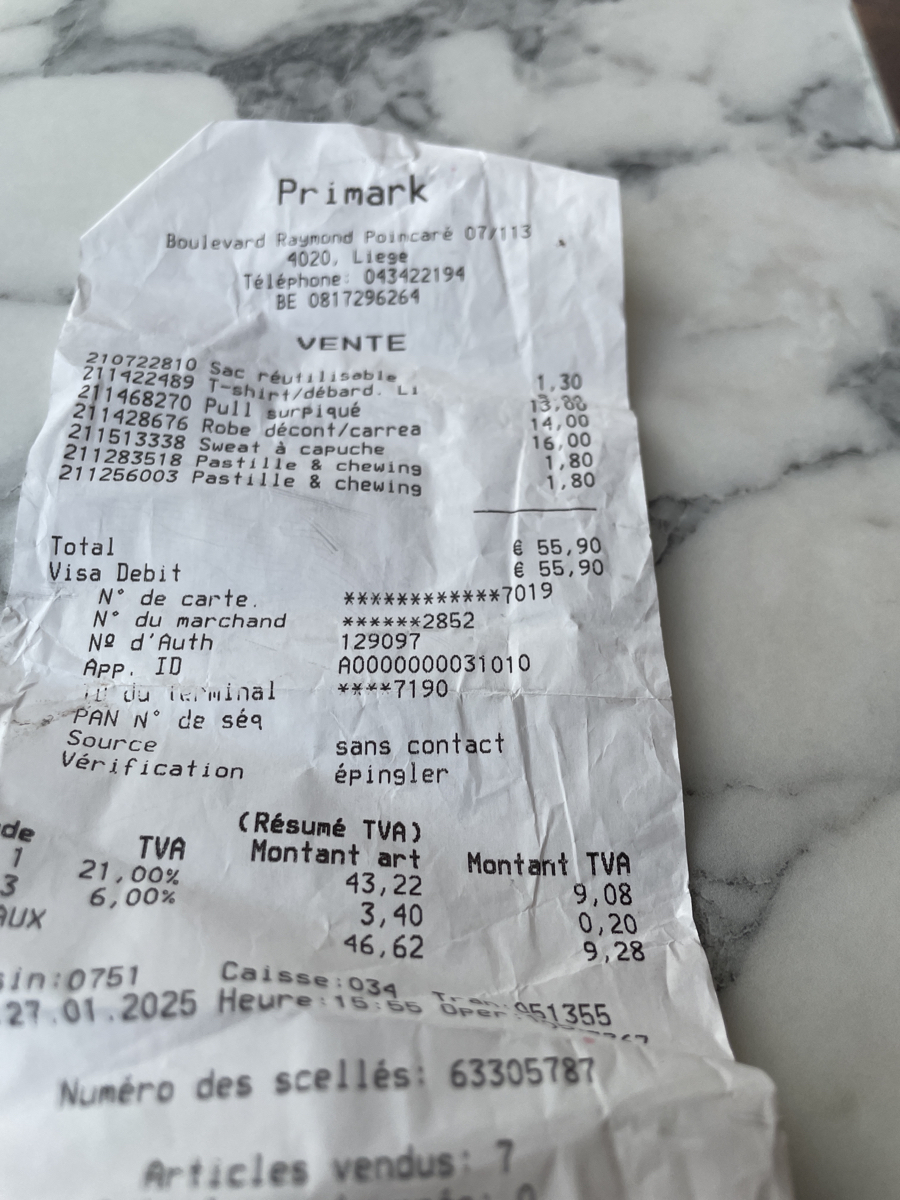 Primark
Boulevard Raymond Poincaré 07/113
4020, Liege
Téléphone: 043422194
BE 0817296264
VENTE
210722810 Sac réutilisable 1,30
211422489 T-shirt/débard. Li
211468270 Pull surpiqué
211428676 Robe décont/carrea 14,00
211513338 Sweat à capuche 16,00
211283518 Pastille & chewing 1,80
211256003 Pastille & chewing 1,80
Total € 55,90
Visa Debit € 55,90
N° de carte. ************7019
N° du marchand ******2852
Nº d'Auth 129097
App. ID A0000000031010
ID du terminal ****7190
PAN N° de séq
Source sans contact
Vérification épingler
(Résumé TVA)
de TVA Montant art Montant TVA
1 21,00% 43,22 9,08
3 6,00% 3,40 0,20
AUX 46,62 9,28
sin:0751 Caisse:034 Tran: 051355
27.01.2025 Heure:15:55 Oper:
Numéro des scellés: 63305787
Articles vendus: 7